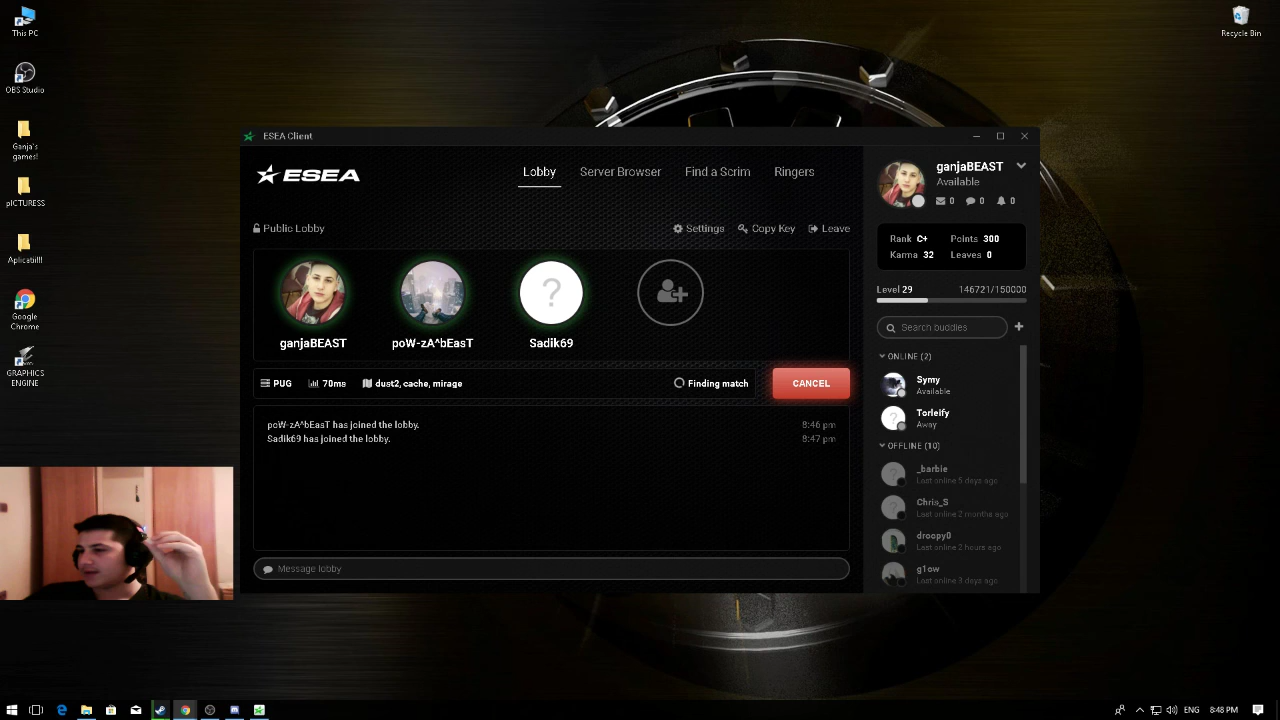 This PC
OBS Studio
Ganja's
games!
pICTURESS
Aplicatii!!!
Google
Chrome
GRAPHICS
ENGINE
Recycle Bin
ESEA Client
ESEA
Lobby
Server Browser
Find a Scrim
Ringers
Public Lobby
Settings
Copy Key
Leave
ganjaBEAST
poW-zA^bEasT
Sadik69
PUG
70ms
dust2, cache, mirage
Finding match
CANCEL
poW-zA^bEasT has joined the lobby. 8:46 pm
Sadik69 has joined the lobby. 8:47 pm
Message lobby
ganjaBEAST
Available
0 0 0
Rank C+ Points 300
Karma 32 Leaves 0
Level 29 146721/150000
Search buddies
ONLINE (2)
Symy
Available
Torleify
Away
OFFLINE (10)
_barbie
Last online 5 days ago
Chris_S
Last online 2 months ago
droopy0
Last online 2 hours ago
g1ow
Last online 3 days ago
ENG 8:48 PM